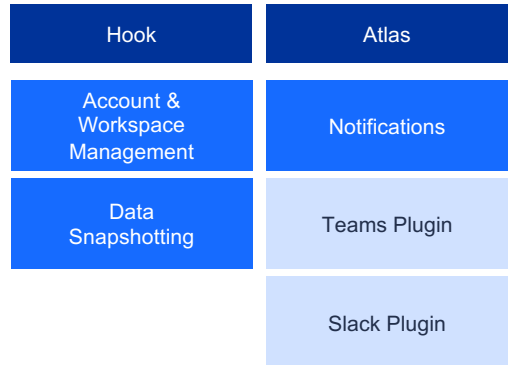 Hook
Atlas
Account &
Workspace
Management
Notifications
Data
Snapshotting
Teams Plugin
Slack Plugin